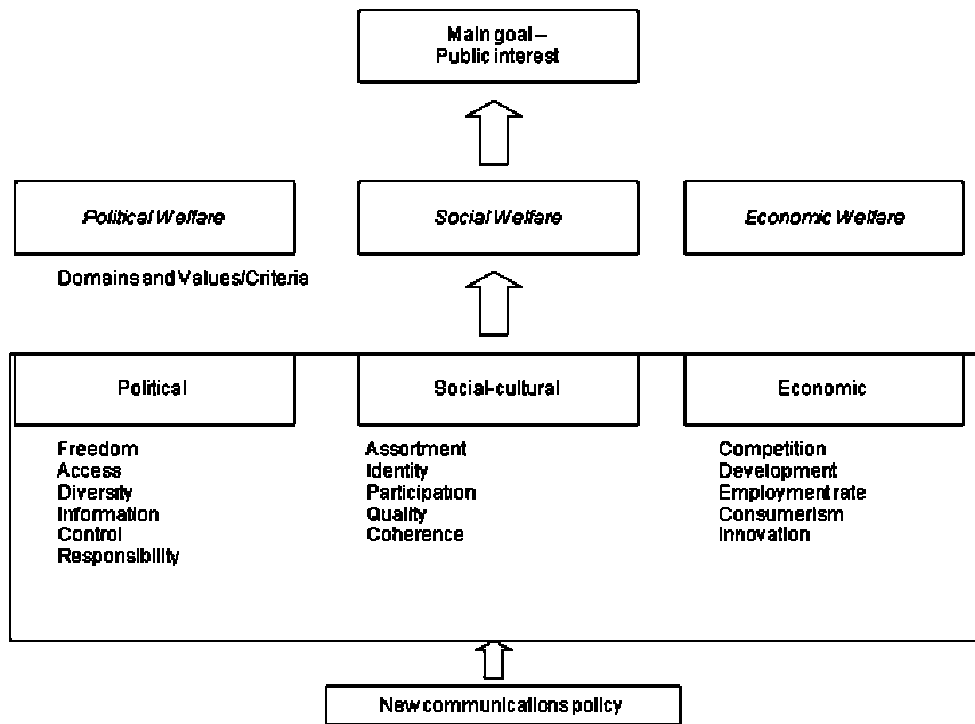 Main goal –
Public interest
Political Welfare
Social Welfare
Economic Welfare
Domains and Values/Criteria
Political
Social-cultural
Economic
Freedom
Access
Diversity
Information
Control
Responsibility
Assortment
Identity
Participation
Quality
Coherence
Competition
Development
Employment rate
Consumerism
Innovation
New communications policy